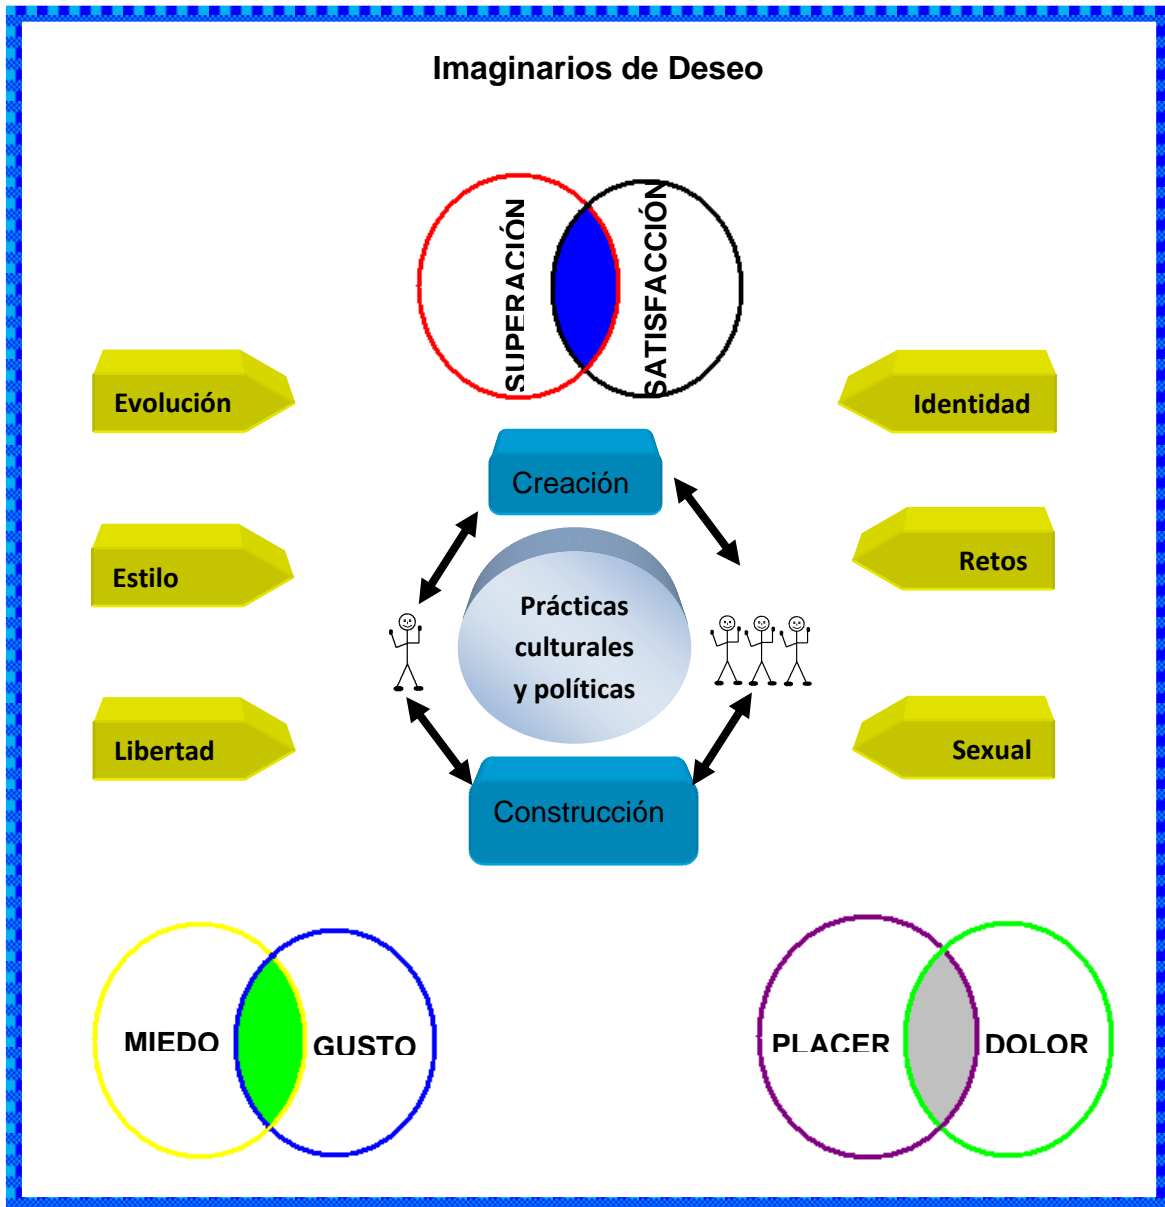 Imaginarios de Deseo
SUPERACIÓN
SATISFACCIÓN
Evolución
Identidad
Creación
Estilo
Retos
Prácticas
culturales
y políticas
Libertad
Sexual
Construcción
MIEDO
GUSTO
PLACER
DOLOR